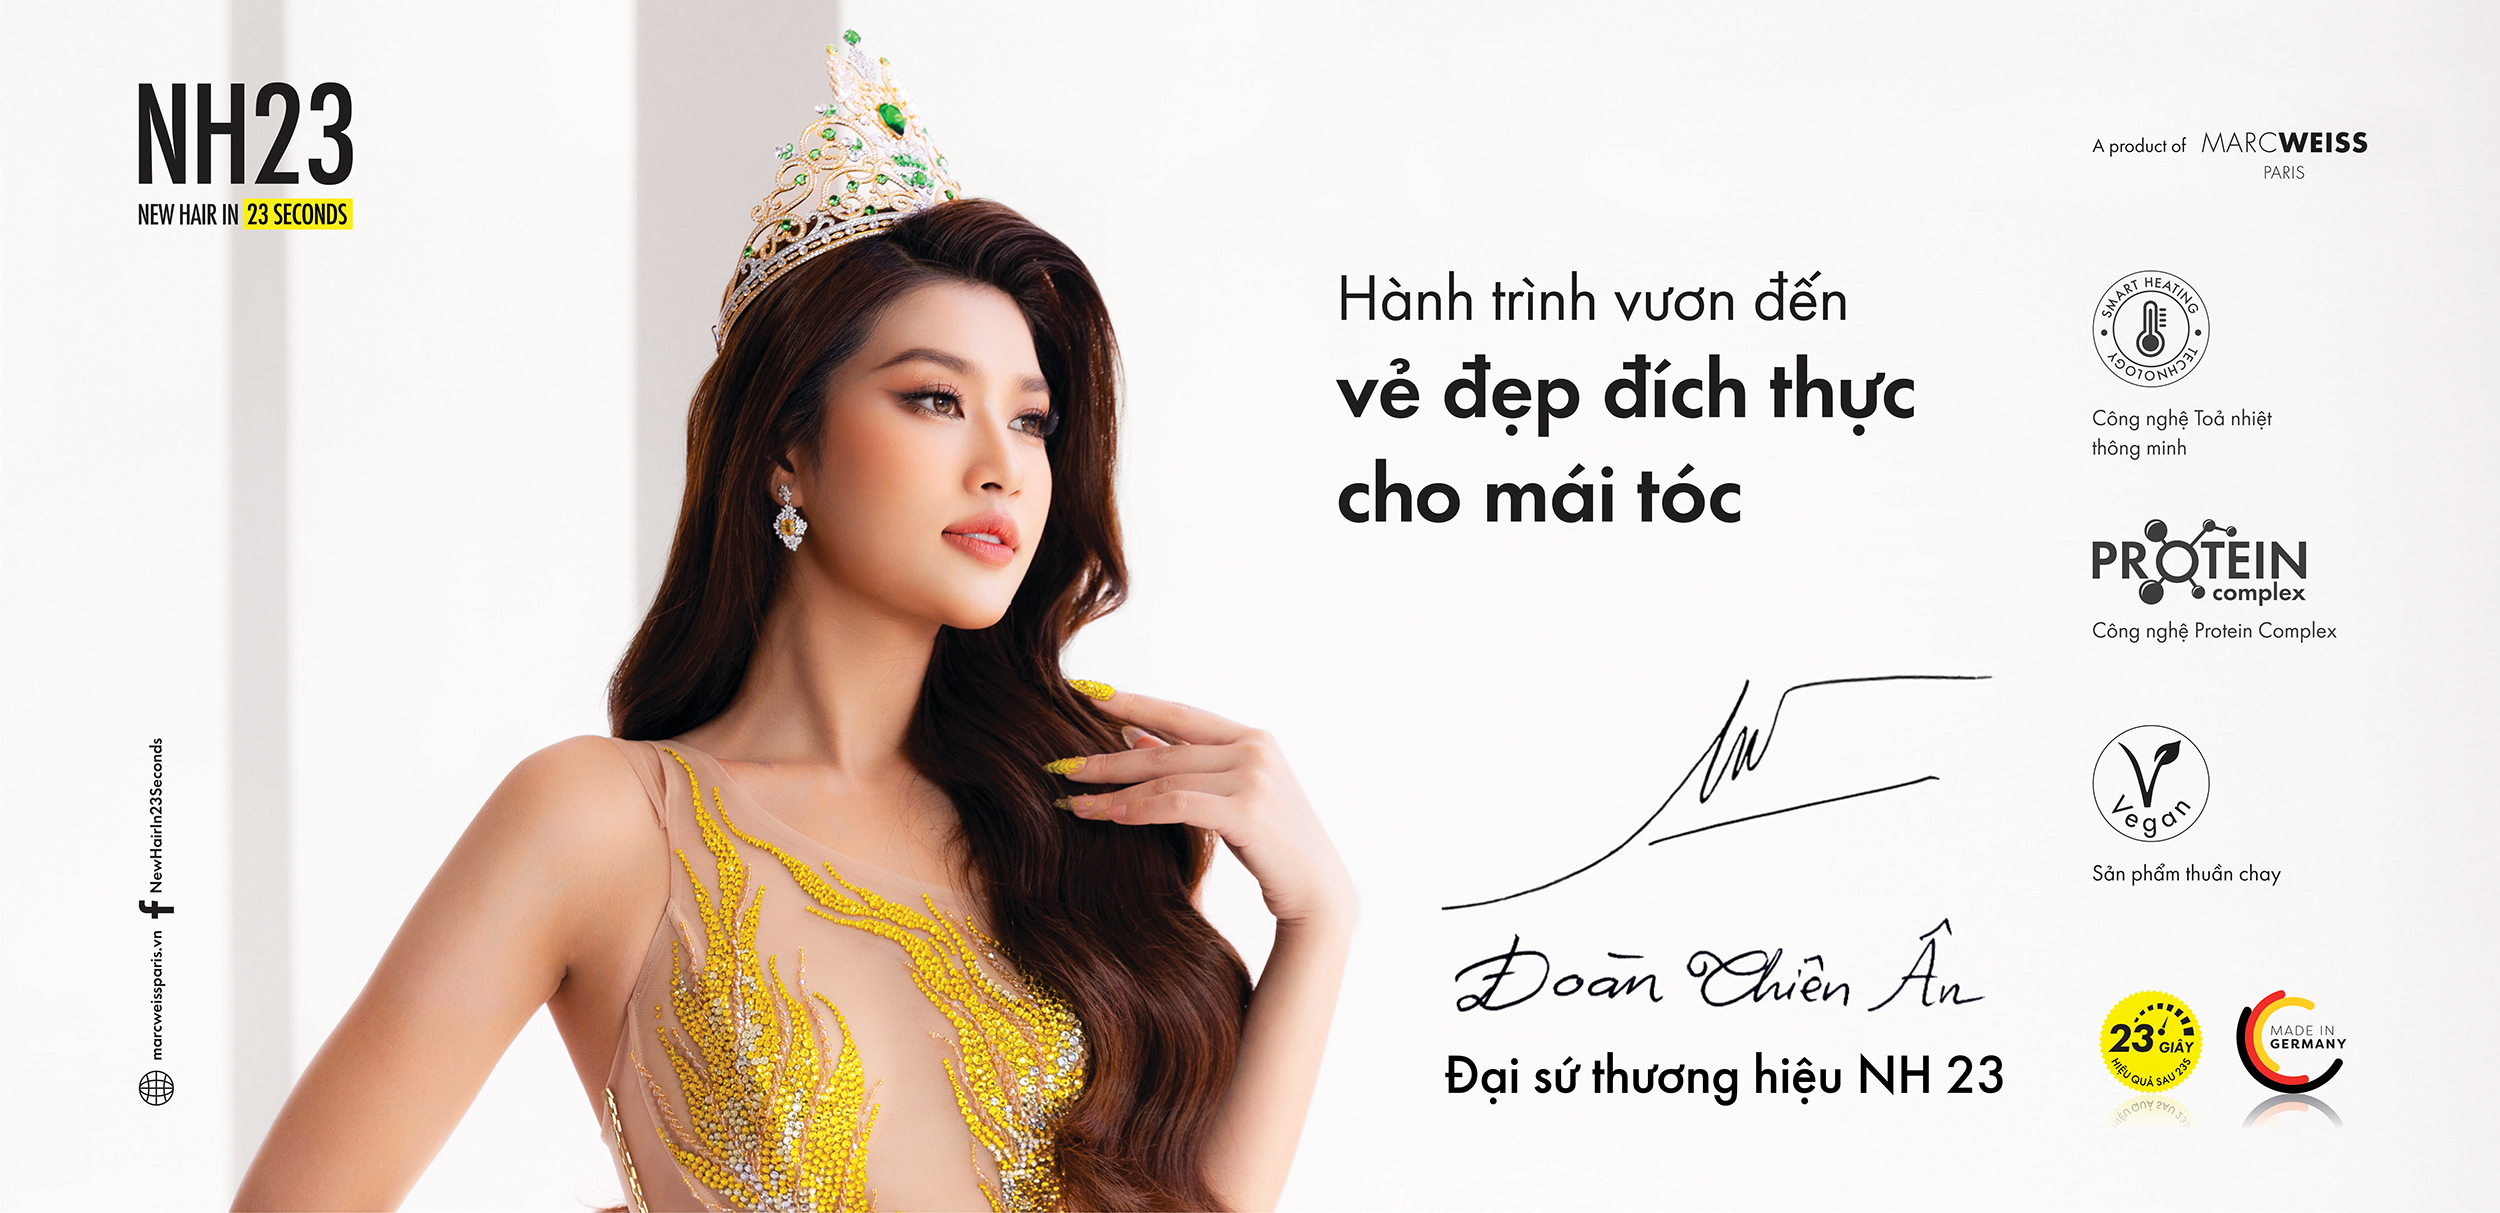 NH23
NEW HAIR IN 23 SECONDS
A product of MARCWEISS
PARIS
Hành trình vươn đến
vẻ đẹp đích thực
cho mái tóc
SMART HEATING TECHNOLOGY
Công nghệ Toả nhiệt
thông minh
PROTEIN
complex
Công nghệ Protein Complex
Vegan
Sản phẩm thuần chay
Đoàn Thiên Ân
Đại sứ thương hiệu NH 23
23 GIÂY
HIỆU QUẢ SAU 23S
MADE IN
GERMANY
marcweissparis.vn f NewHairIn23Seconds